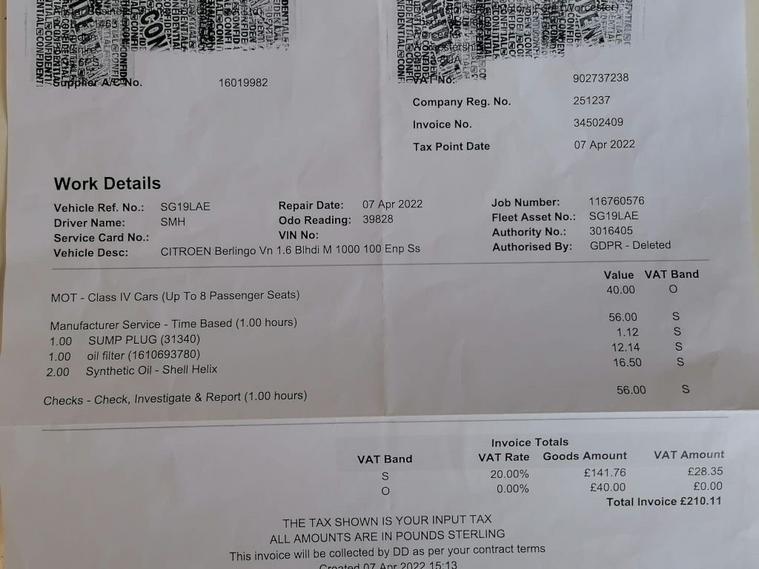 Supplier A/C No. 16019982
VAT No. 902737238
Company Reg. No. 251237
Invoice No. 34502409
Tax Point Date 07 Apr 2022
Work Details
Vehicle Ref. No.: SG19LAE Repair Date: 07 Apr 2022 Job Number: 116760576
Driver Name: SMH Odo Reading: 39828 Fleet Asset No.: SG19LAE
Service Card No.: VIN No: Authority No.: 3016405
Vehicle Desc: CITROEN Berlingo Vn 1.6 Blhdi M 1000 100 Enp Ss Authorised By: GDPR - Deleted
Value VAT Band
MOT - Class IV Cars (Up To 8 Passenger Seats) 40.00 O
Manufacturer Service - Time Based (1.00 hours) 56.00 S
1.00 SUMP PLUG (31340) 1.12 S
1.00 oil filter (1610693780) 12.14 S
2.00 Synthetic Oil - Shell Helix 16.50 S
Checks - Check, Investigate & Report (1.00 hours) 56.00 S
Invoice Totals
VAT Band VAT Rate Goods Amount VAT Amount
S 20.00% £141.76 £28.35
O 0.00% £40.00 £0.00
Total Invoice £210.11
THE TAX SHOWN IS YOUR INPUT TAX
ALL AMOUNTS ARE IN POUNDS STERLING
This invoice will be collected by DD as per your contract terms
Created 07 Apr 2022 15:13